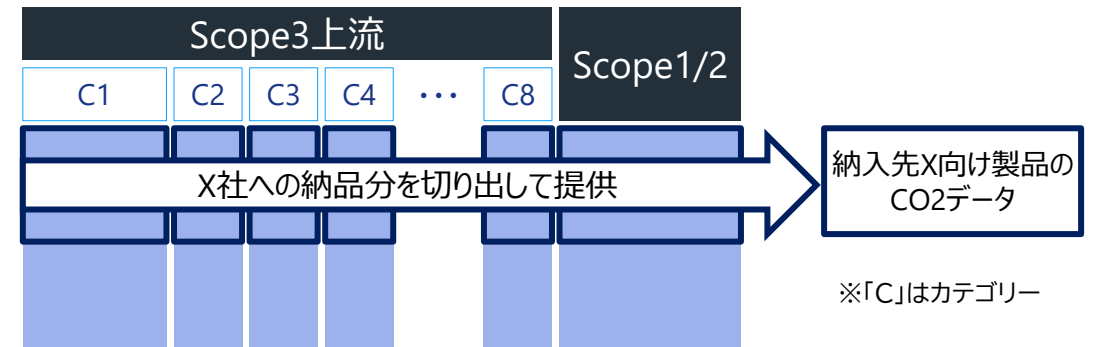 Scope3上流
Scope1/2
C1
C2
C3
C4
・・・
C8
X社への納品分を切り出して提供
納入先X向け製品の
CO2データ
※「C」はカテゴリー